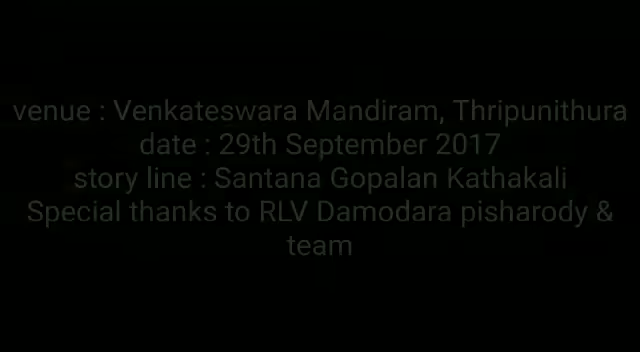 venue : Venkateswara Mandiram, Thripunithura
date : 29th September 2017
story line : Santana Gopalan Kathakali
Special thanks to RLV Damodara pisharody &
team